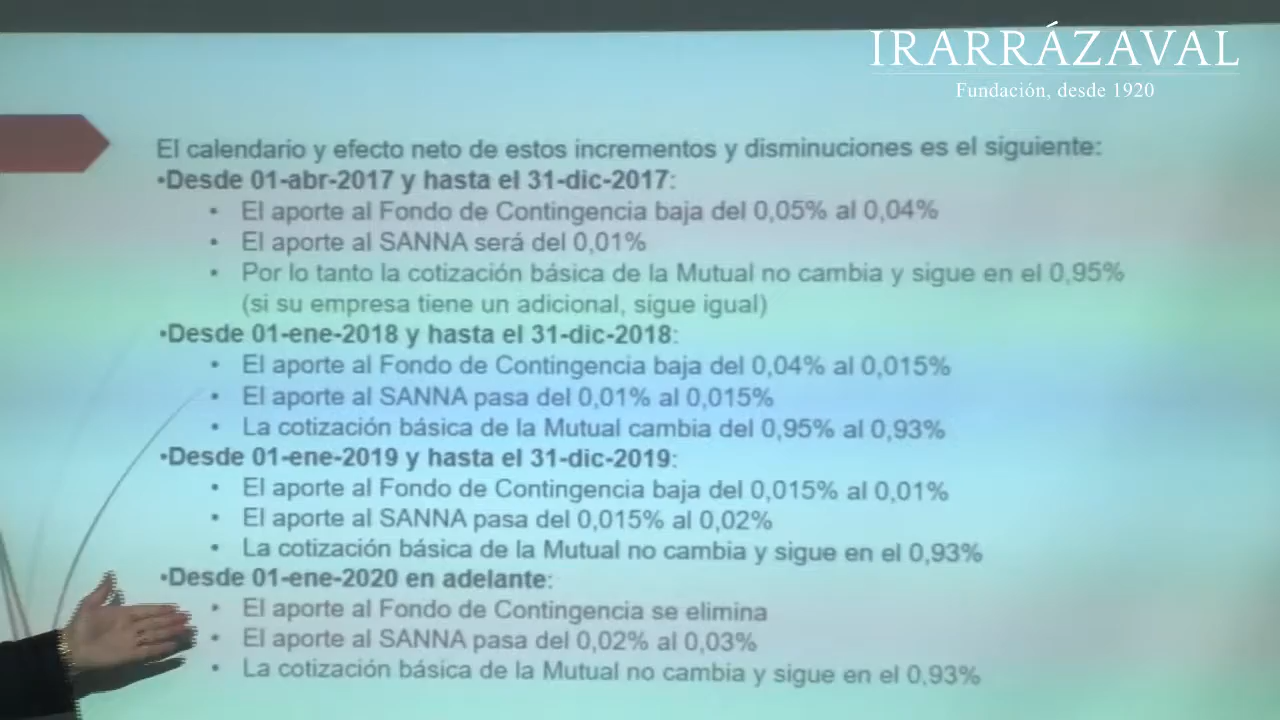 IRARRÁZAVAL
Fundación, desde 1920
El calendario y efecto neto de estos incrementos y disminuciones es el siguiente:
•Desde 01-abr-2017 y hasta el 31-dic-2017:
• El aporte al Fondo de Contingencia baja del 0,05% al 0,04%
• El aporte al SANNA será del 0,01%
• Por lo tanto la cotización básica de la Mutual no cambia y sigue en el 0,95%
(si su empresa tiene un adicional, sigue igual)
•Desde 01-ene-2018 y hasta el 31-dic-2018:
• El aporte al Fondo de Contingencia baja del 0,04% al 0,015%
• El aporte al SANNA pasa del 0,01% al 0,015%
• La cotización básica de la Mutual cambia del 0,95% al 0,93%
•Desde 01-ene-2019 y hasta el 31-dic-2019:
• El aporte al Fondo de Contingencia baja del 0,015% al 0,01%
• El aporte al SANNA pasa del 0,015% al 0,02%
• La cotización básica de la Mutual no cambia y sigue en el 0,93%
•Desde 01-ene-2020 en adelante:
• El aporte al Fondo de Contingencia se elimina
• El aporte al SANNA pasa del 0,02% al 0,03%
• La cotización básica de la Mutual no cambia y sigue en el 0,93%